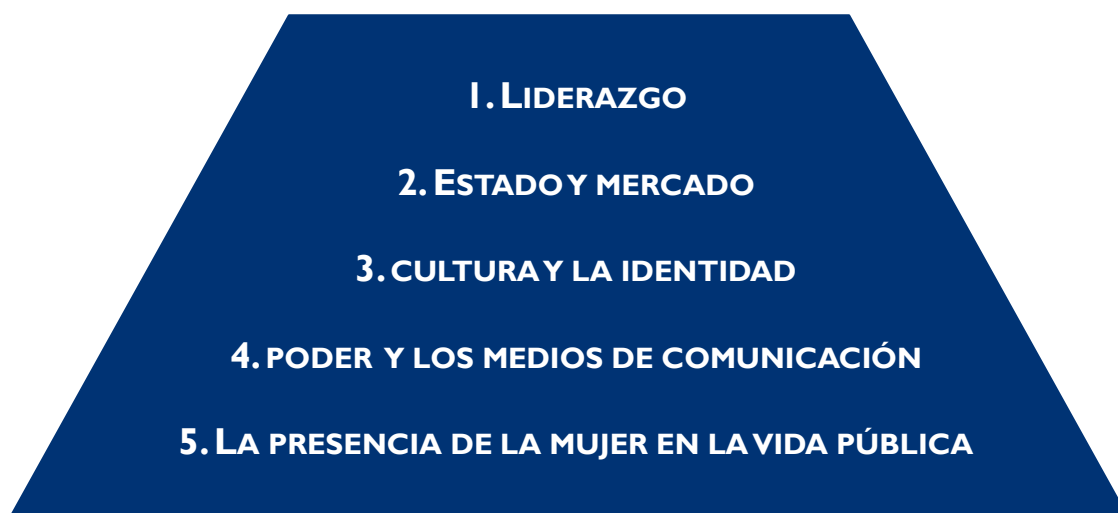 1. LIDERAZGO
2. ESTADO Y MERCADO
3. CULTURA Y LA IDENTIDAD
4. PODER Y LOS MEDIOS DE COMUNICACIÓN
5. LA PRESENCIA DE LA MUJER EN LA VIDA PÚBLICA